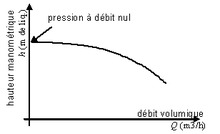 pression à débit nul
hauteur manométrique
h (m. de liq.)
débit volumique
Q (m3/h)